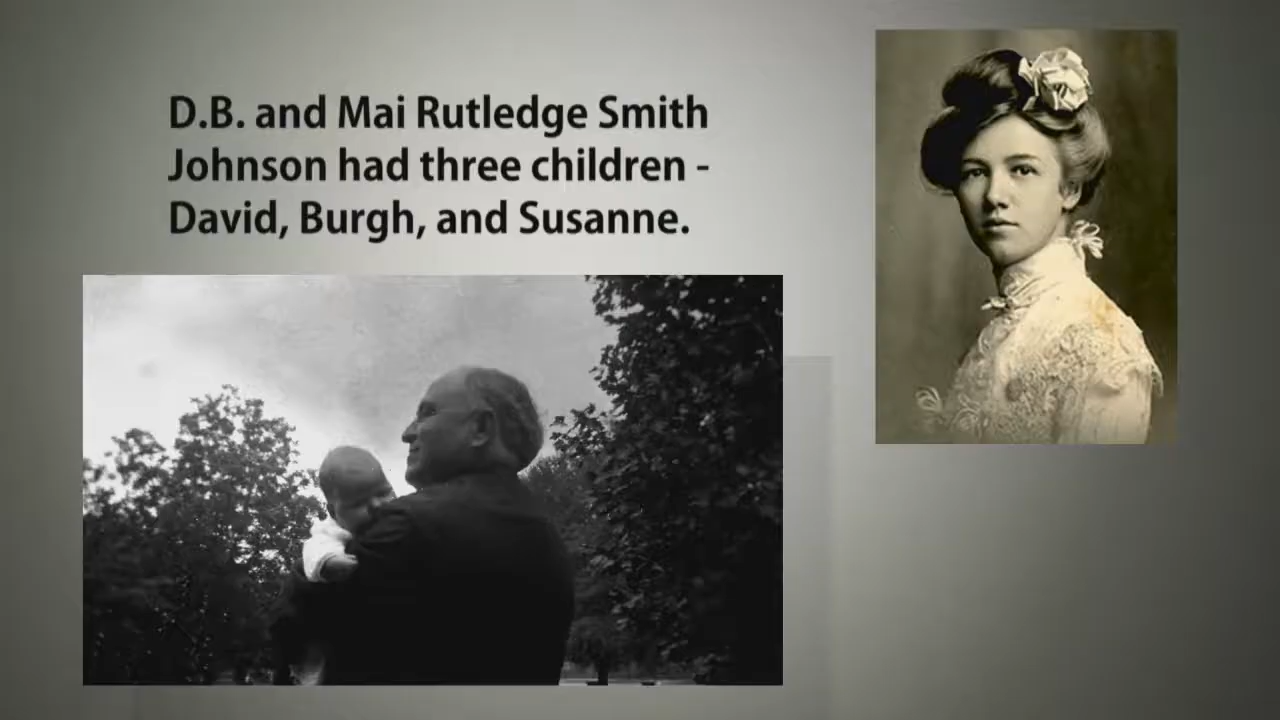 D.B. and Mai Rutledge Smith
Johnson had three children -
David, Burgh, and Susanne.